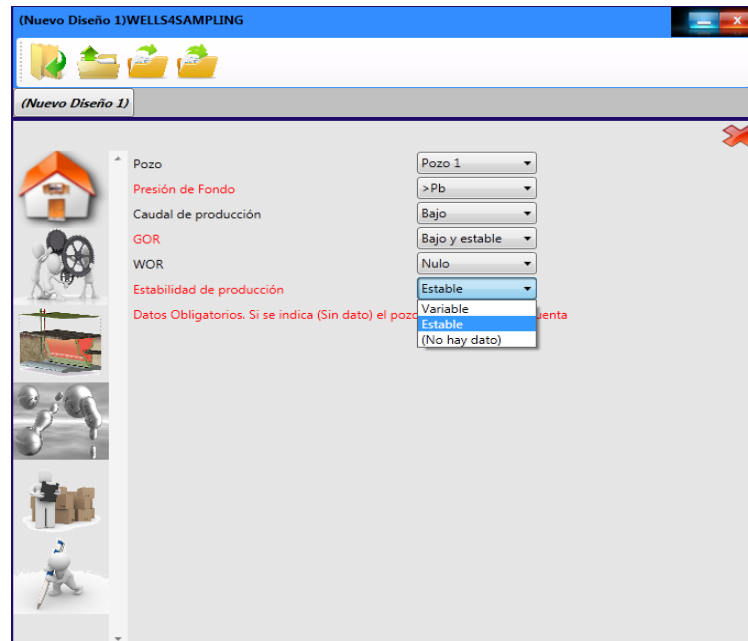 (Nuevo Diseño 1)WELLS4SAMPLING
(Nuevo Diseño 1)
Pozo Pozo 1
Presión de Fondo >Pb
Caudal de producción Bajo
GOR Bajo y estable
WOR Nulo
Estabilidad de producción Estable
Datos Obligatorios. Si se indica (Sin dato) el
Variable
Estable
(No hay dato)